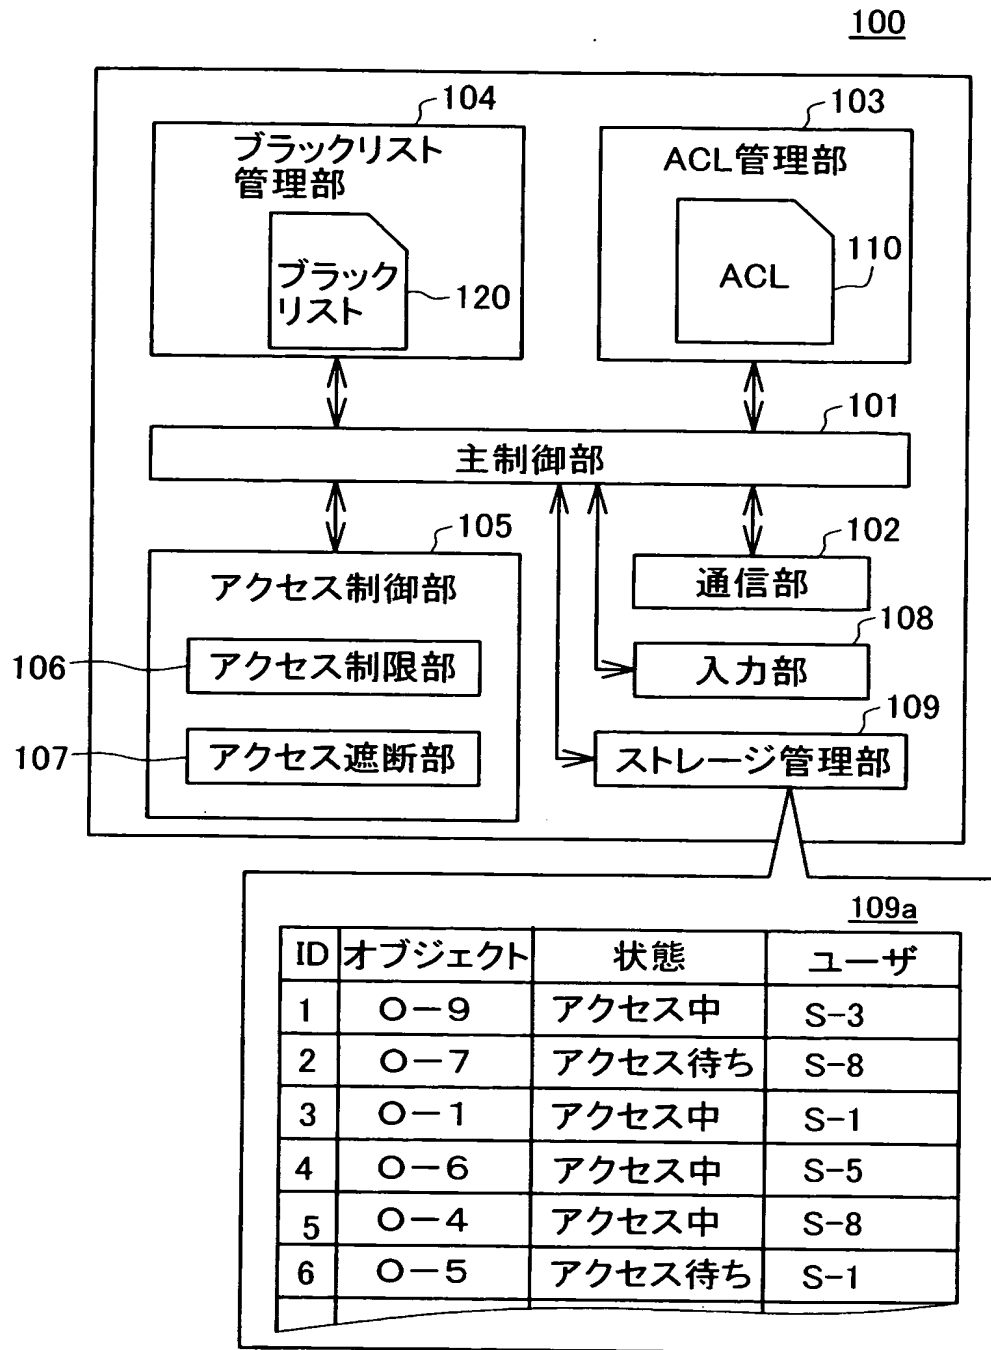 100
104
ブラックリスト
管理部
ブラック
リスト
120
103
ACL管理部
ACL
110
101
主制御部
105
アクセス制御部
106
アクセス制限部
107
アクセス遮断部
102
通信部
108
入力部
109
ストレージ管理部
109a
ID オブジェクト 状態 ユーザ
1 O－9 アクセス中 S-3
2 O－7 アクセス待ち S-8
3 O－1 アクセス中 S-1
4 O－6 アクセス中 S-5
5 O－4 アクセス中 S-8
6 O－5 アクセス待ち S-1